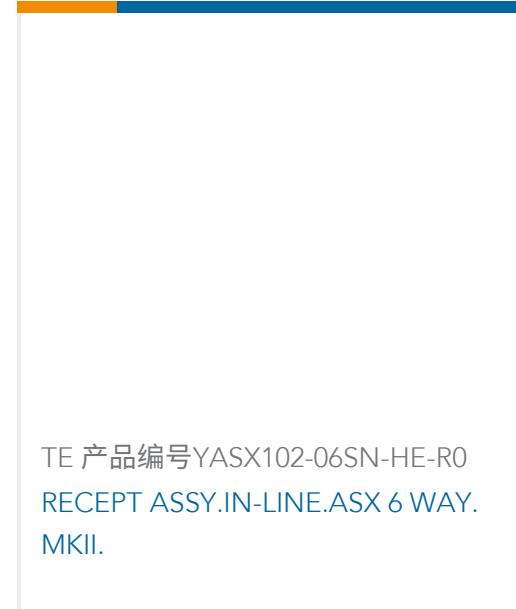 TE 产品编号YASX102-06SN-HE-R0
RECEPT ASSY.IN-LINE.ASX 6 WAY.
MKII.